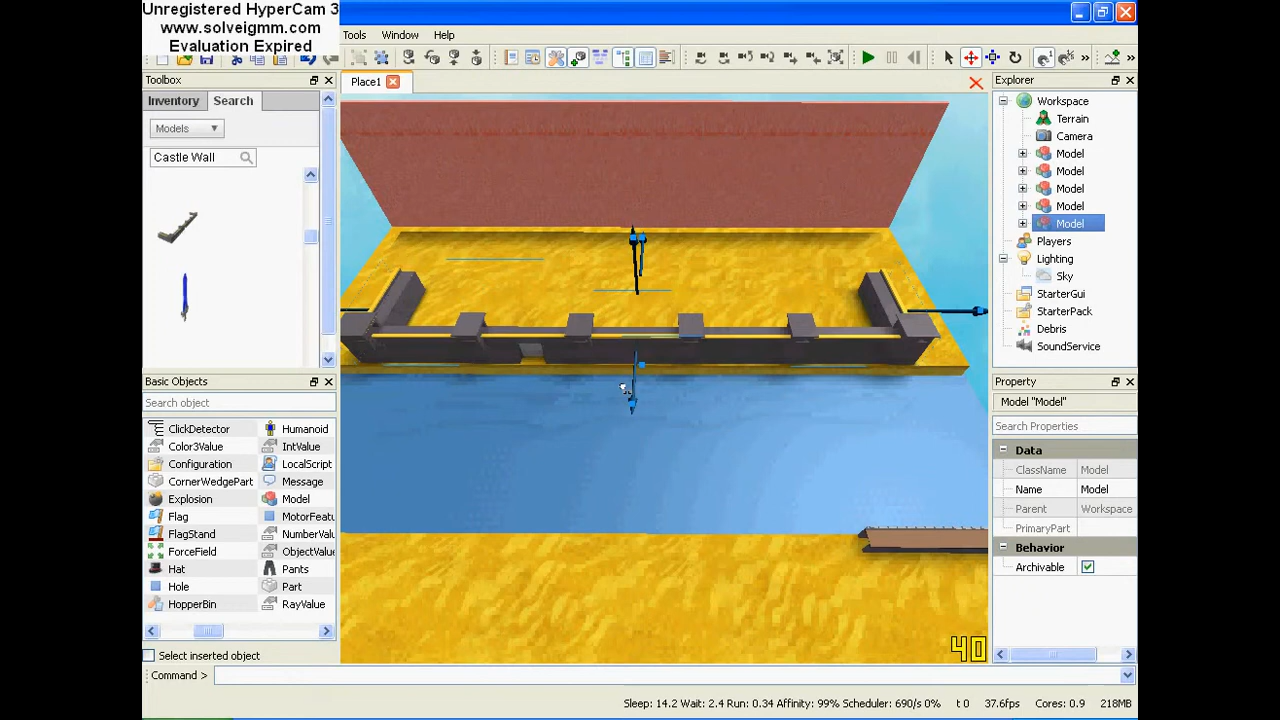 Unregistered HyperCam 3
www.solveigmm.com
Evaluation Expired
Tools Window Help
Toolbox
Place1
Explorer
Inventory Search
Models
Castle Wall
Workspace
Terrain
Camera
Model
Model
Model
Model
Model
Players
Lighting
Sky
StarterGui
StarterPack
Debris
SoundService
Basic Objects
Search object
ClickDetector Humanoid
Color3Value IntValue
Configuration LocalScript
CornerWedgePart Message
Explosion Model
Flag MotorFeatu
FlagStand NumberValu
ForceField ObjectValue
Hat Pants
Hole Part
HopperBin RayValue
Select inserted object
Property
Model "Model"
Search Properties
Data
ClassName Model
Name Model
Parent Workspace
PrimaryPart
Behavior
Archivable
40
Command >
Sleep: 14.2 Wait: 2.4 Run: 0.34 Affinity: 99% Scheduler: 690/s 0% t 0 37.6fps Cores: 0.9 218MB